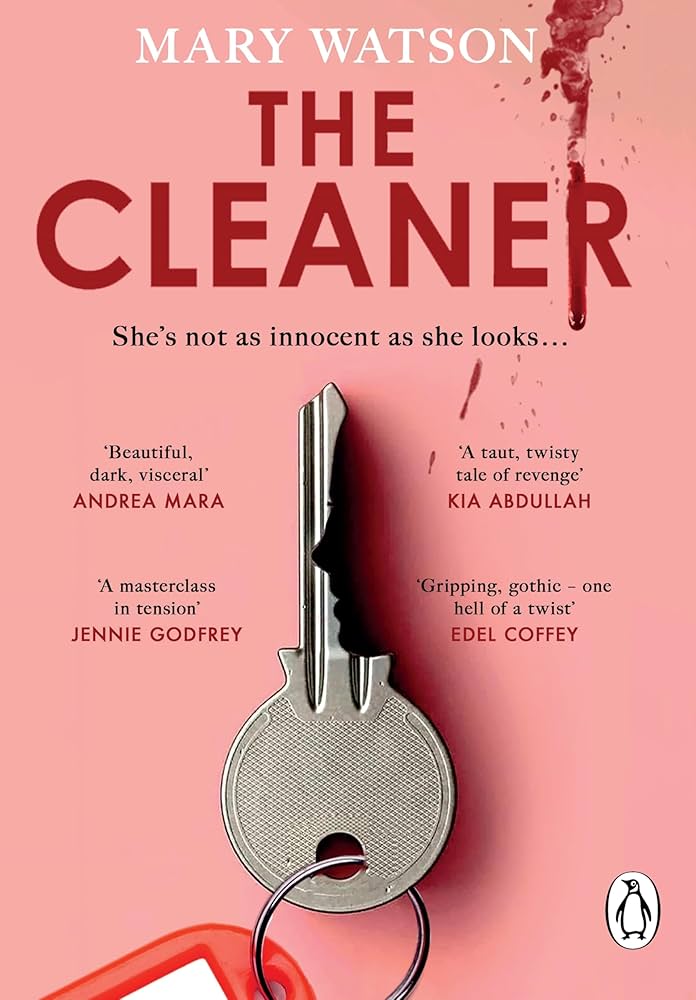 MARY WATSON
THE
CLEANER
She’s not as innocent as she looks…
‘Beautiful,
dark, visceral’
ANDREA MARA
‘A taut, twisty
tale of revenge’
KIA ABDULLAH
‘A masterclass
in tension’
JENNIE GODFREY
‘Gripping, gothic – one
hell of a twist’
EDEL COFFEY